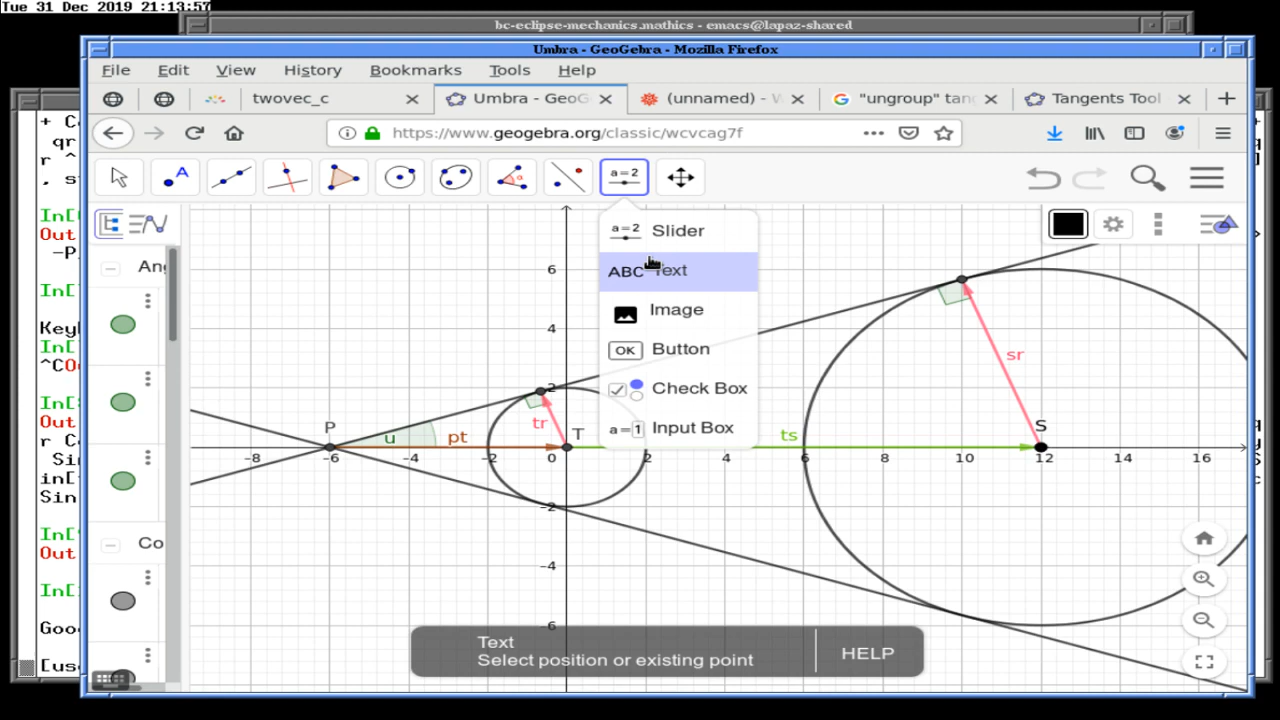 Tue 31 Dec 2019 21:13:57
bc-eclipse-mechanics.mathics - emacs@lapaz-shared
Umbra - GeoGebra - Mozilla Firefox
File Edit View History Bookmarks Tools Help
twovec_c
Umbra - GeoG
(unnamed) - W
"ungroup" tan
Tangents Tool
https://www.geogebra.org/classic/wcvcag7f
A
a=2
a=2 Slider
ABC Text
Image
OK Button
Check Box
a=1 Input Box
Ang
Co
P
u
pt
tr
T
ts
sr
S
6
4
2
-2
-4
-6
-8 -6 -4 -2 0 2 4 6 8 10 12 14 16
Text
Select position or existing point
HELP
+ C
qr
r ^
, s
In[
Out
-P
In[
Key
In[
^CO
In[
Out
r C
Si
in[
Sin
In[
Out
In[
Goo
[us